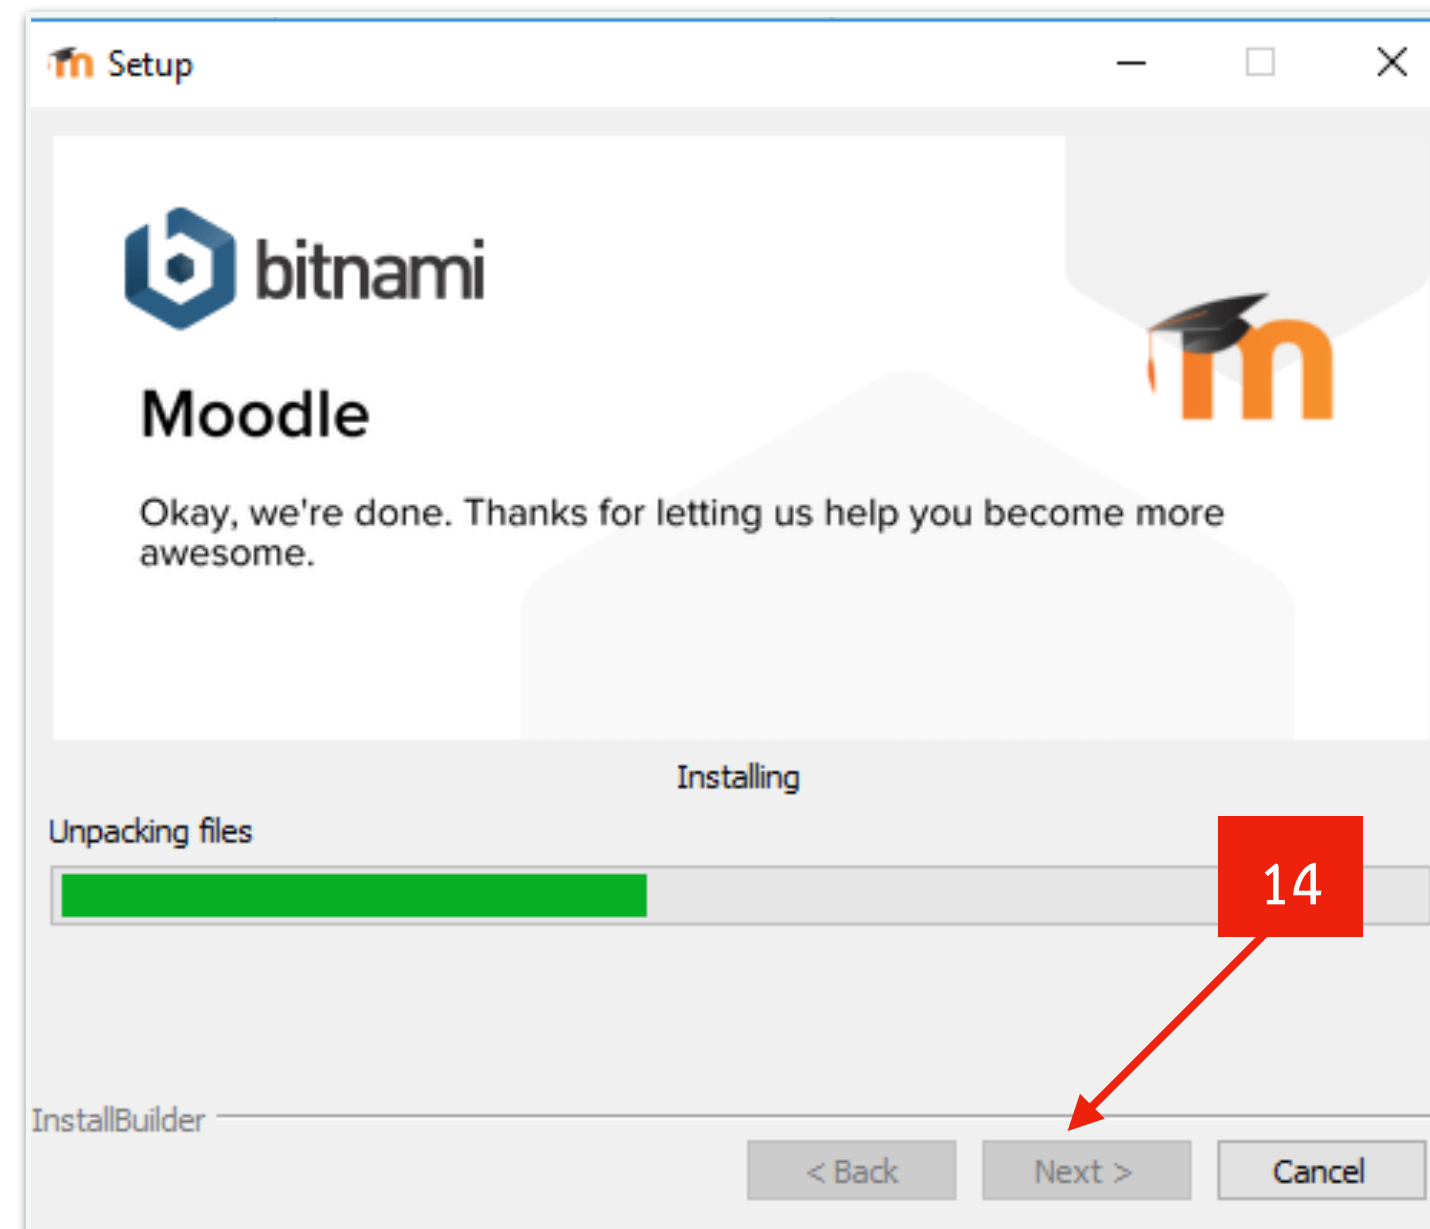 Setup
bitnami
Moodle
Okay, we're done. Thanks for letting us help you become more
awesome.
Installing
Unpacking files
14
InstallBuilder
< Back
Next >
Cancel